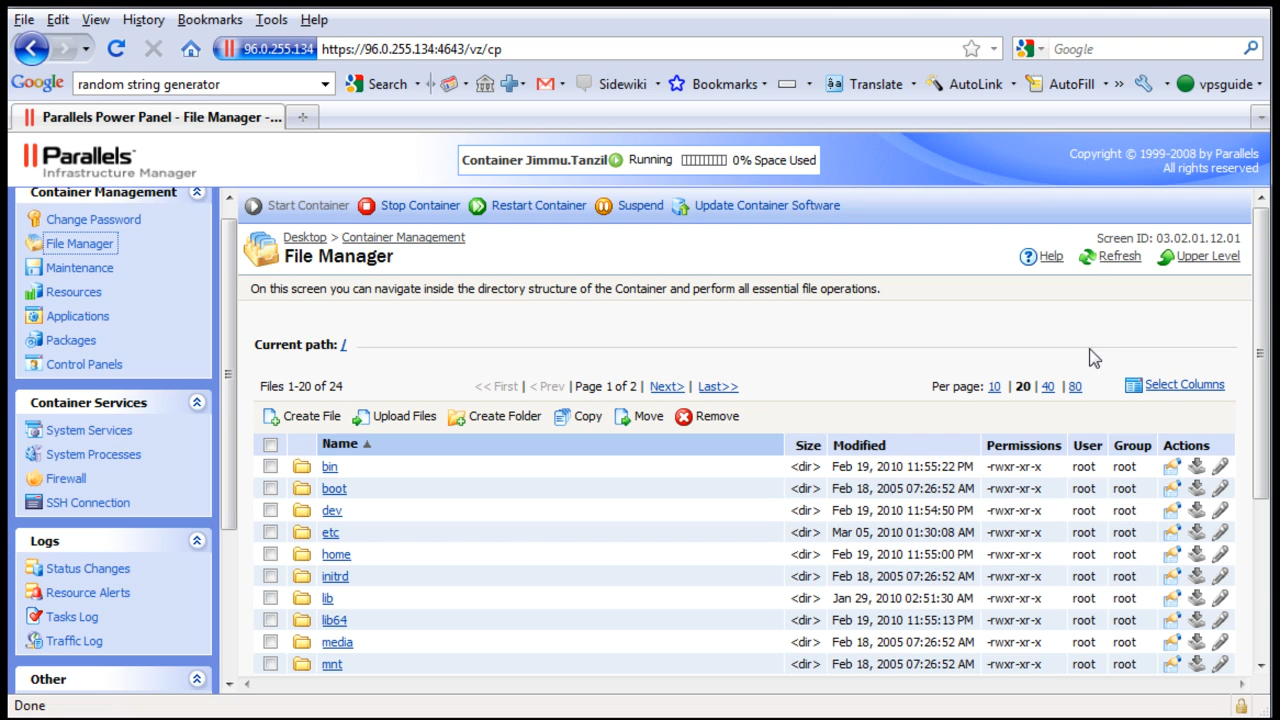 File Edit View History Bookmarks Tools Help
96.0.255.134 https://96.0.255.134:4643/vz/cp Google
Google random string generator Search Sidewiki Bookmarks Translate AutoLink AutoFill » vpsguide
Parallels Power Panel - File Manager -...
Parallels
Infrastructure Manager
Container Jimmu.Tanzil Running 0% Space Used
Copyright © 1999-2008 by Parallels
All rights reserved
Container Management
Change Password
File Manager
Maintenance
Resources
Applications
Packages
Control Panels
Container Services
System Services
System Processes
Firewall
SSH Connection
Logs
Status Changes
Resource Alerts
Tasks Log
Traffic Log
Other
Start Container Stop Container Restart Container Suspend Update Container Software
Desktop > Container Management
File Manager
Screen ID: 03.02.01.12.01
Help Refresh Upper Level
On this screen you can navigate inside the directory structure of the Container and perform all essential file operations.
Current path: /
Files 1-20 of 24 << First | < Prev | Page 1 of 2 | Next> | Last>> Per page: 10 | 20 | 40 | 80 Select Columns
Create File Upload Files Create Folder Copy Move Remove
Name Size Modified Permissions User Group Actions
bin <dir> Feb 19, 2010 11:55:22 PM -rwxr-xr-x root root
boot <dir> Feb 18, 2005 07:26:52 AM -rwxr-xr-x root root
dev <dir> Feb 19, 2010 11:54:50 PM -rwxr-xr-x root root
etc <dir> Mar 05, 2010 01:30:08 AM -rwxr-xr-x root root
home <dir> Feb 19, 2010 11:55:00 PM -rwxr-xr-x root root
initrd <dir> Feb 18, 2005 07:26:52 AM -rwxr-xr-x root root
lib <dir> Jan 29, 2010 02:51:30 AM -rwxr-xr-x root root
lib64 <dir> Feb 19, 2010 11:55:13 PM -rwxr-xr-x root root
media <dir> Feb 18, 2005 07:26:52 AM -rwxr-xr-x root root
mnt <dir> Feb 18, 2005 07:26:52 AM -rwxr-xr-x root root
Done